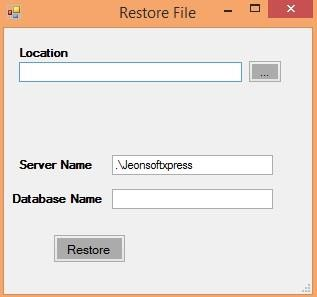 Restore File
Location
...
Server Name .\Jeonsoftxpress
Database Name
Restore